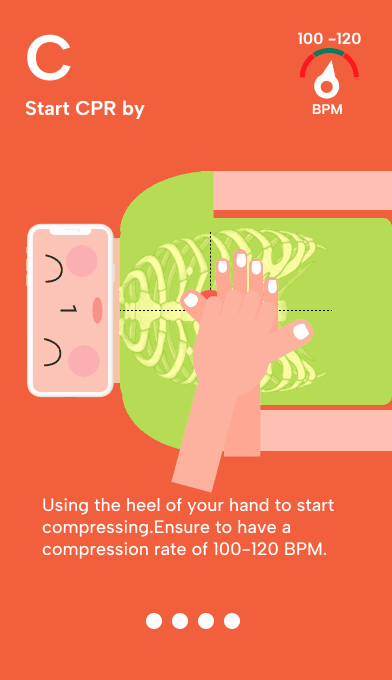 C
100 -120
Start CPR by
BPM
Using the heel of your hand to start
compressing.Ensure to have a
compression rate of 100-120 BPM.